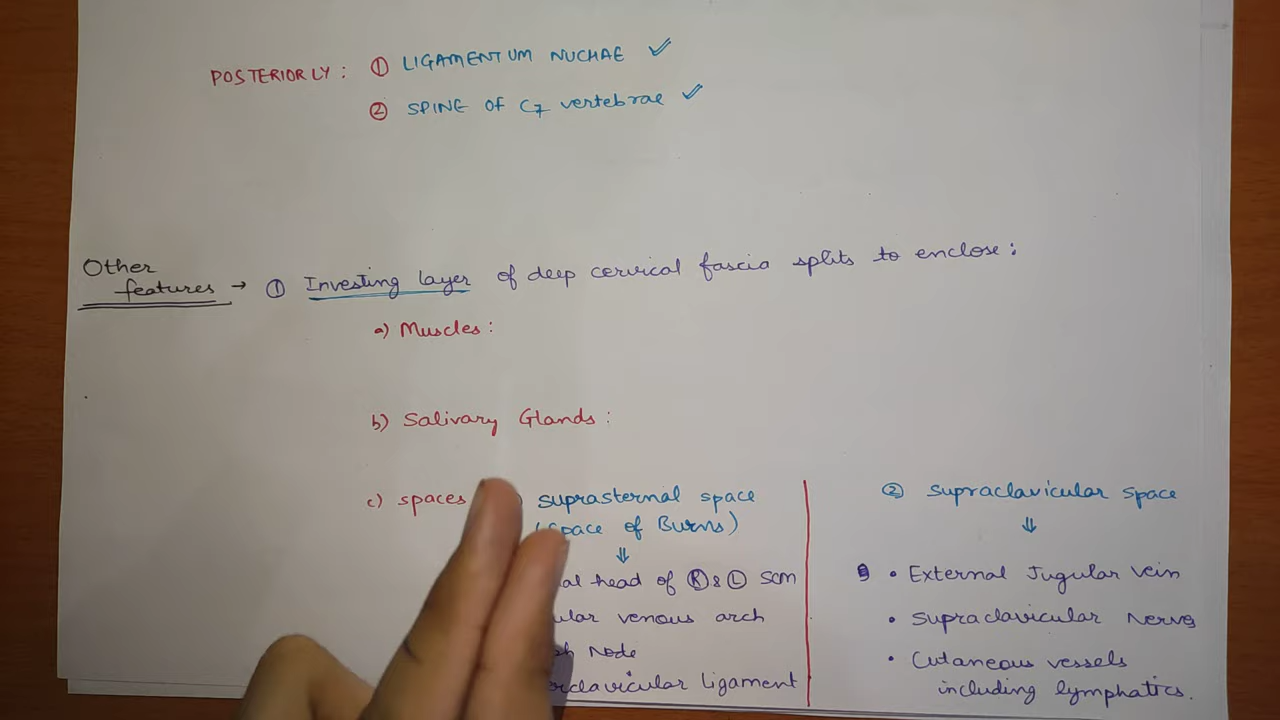 POSTERIORLY : ① LIGAMENTUM NUCHAE ✓
② SPINE OF C7 vertebrae ✓
Other
features → ① Investing layer of deep cervical fascia splits to enclose :
a) Muscles :
b) Salivary Glands :
c) spaces
suprasternal space
(Space of Burns)
⇓
head of Ⓡ & Ⓛ SCM
venous arch
Node
Ligament
② supraclavicular space
⇓
• External Jugular vein
• supraclavicular Nerve
• Cutaneous vessels
including lymphatics.